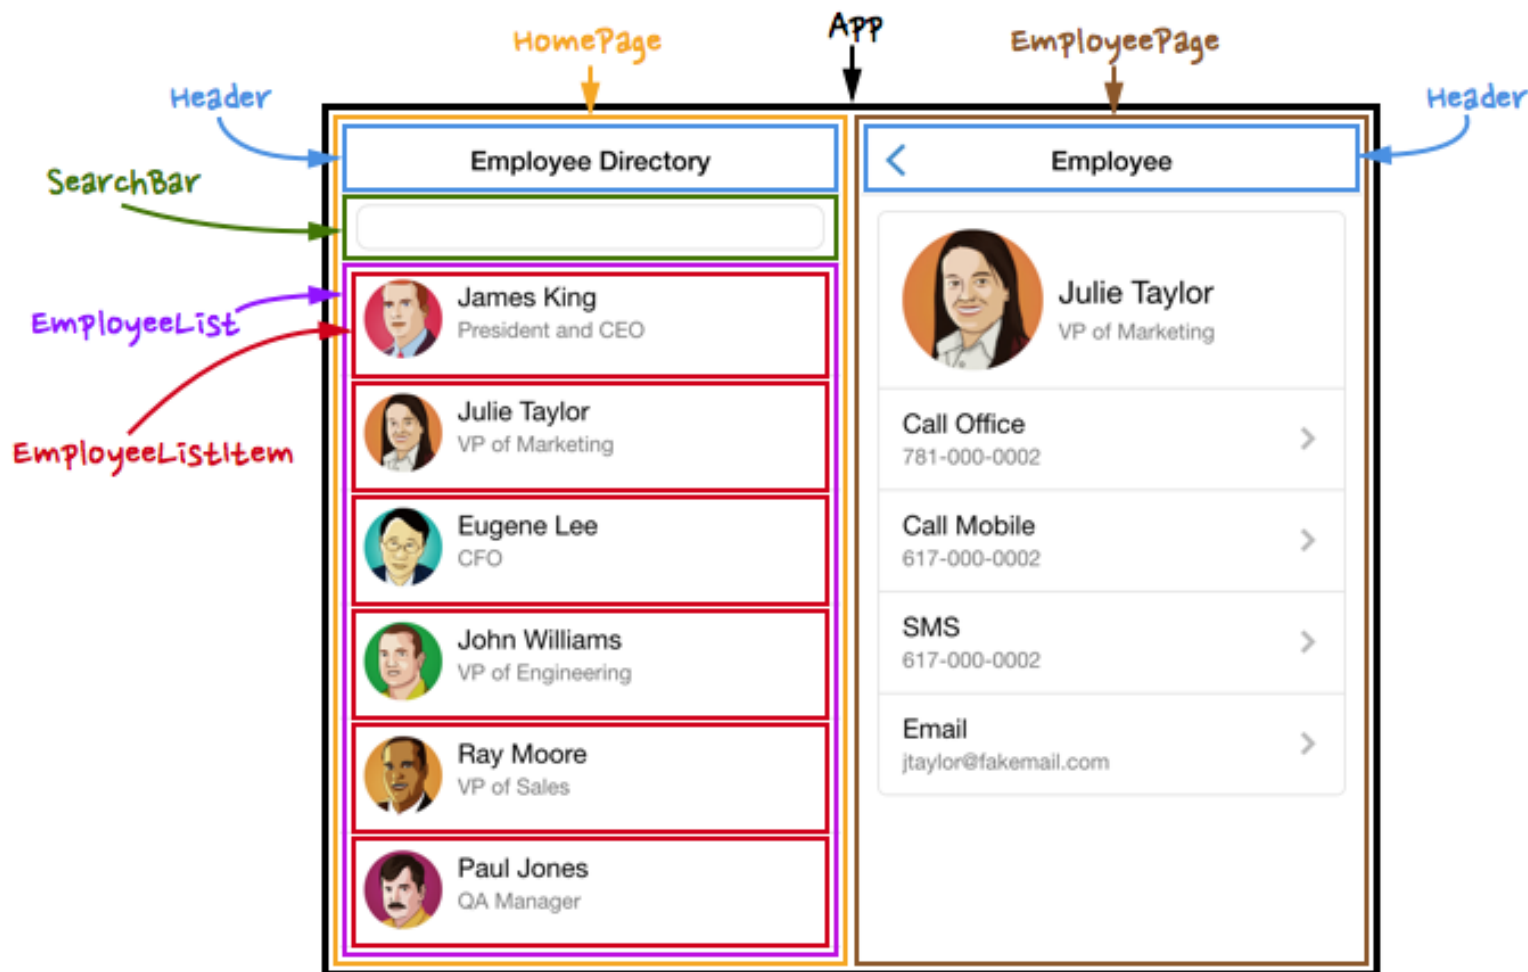 HomePage
App
EmployeePage
Header
Header
Employee Directory
Employee
SearchBar
EmployeeList
EmployeeListItem
James King
President and CEO
Julie Taylor
VP of Marketing
Eugene Lee
CFO
John Williams
VP of Engineering
Ray Moore
VP of Sales
Paul Jones
QA Manager
Julie Taylor
VP of Marketing
Call Office
781-000-0002
Call Mobile
617-000-0002
SMS
617-000-0002
Email
jtaylor@fakemail.com